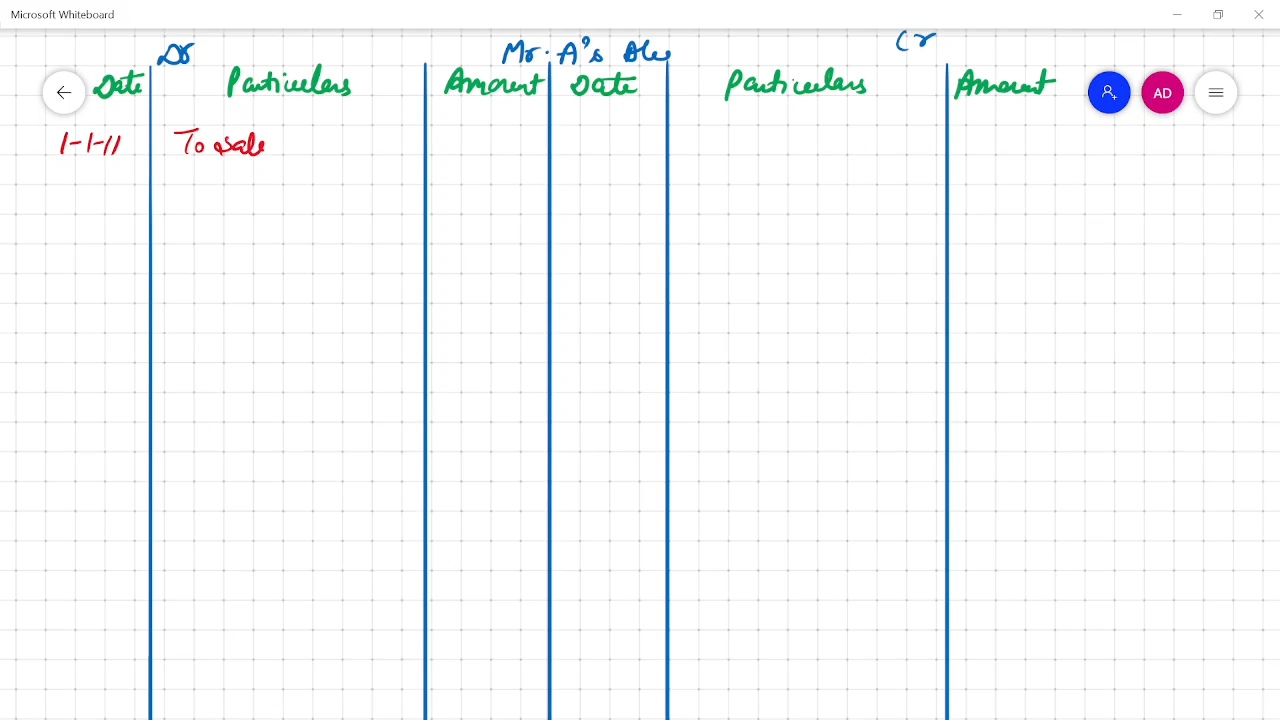 Microsoft Whiteboard
Dr Mr. A's A/c Cr
Date Particulars Amount Date Particulars Amount
AD
1-1-11 To Sale